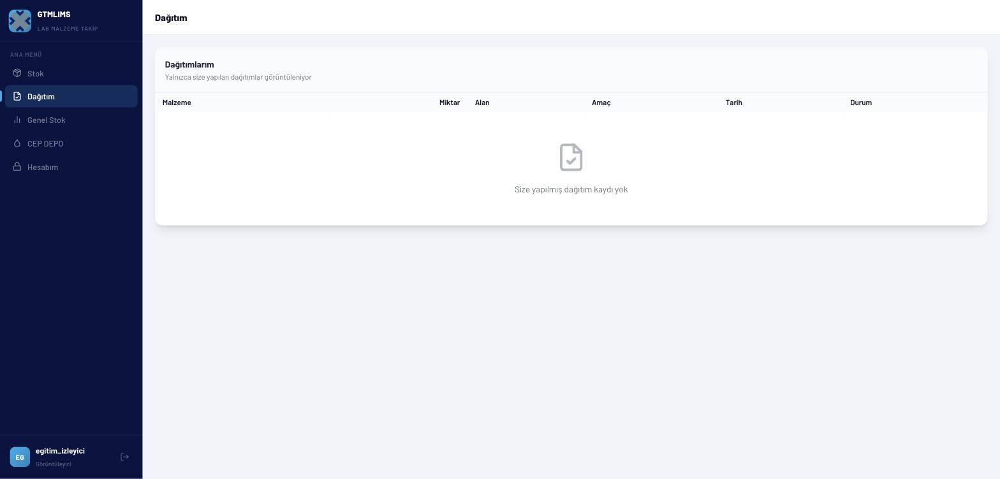 GTMLIMS
LAB MALZEME TAKİP
ANA MENÜ
Stok
Dağıtım
Genel Stok
CEP DEPO
Hesabım
EG
egitim_izleyici
Görüntüleyici
Dağıtım
Dağıtımlarım
Yalnızca size yapılan dağıtımlar görüntüleniyor
Malzeme Miktar Alan Amaç Tarih Durum
Size yapılmış dağıtım kaydı yok